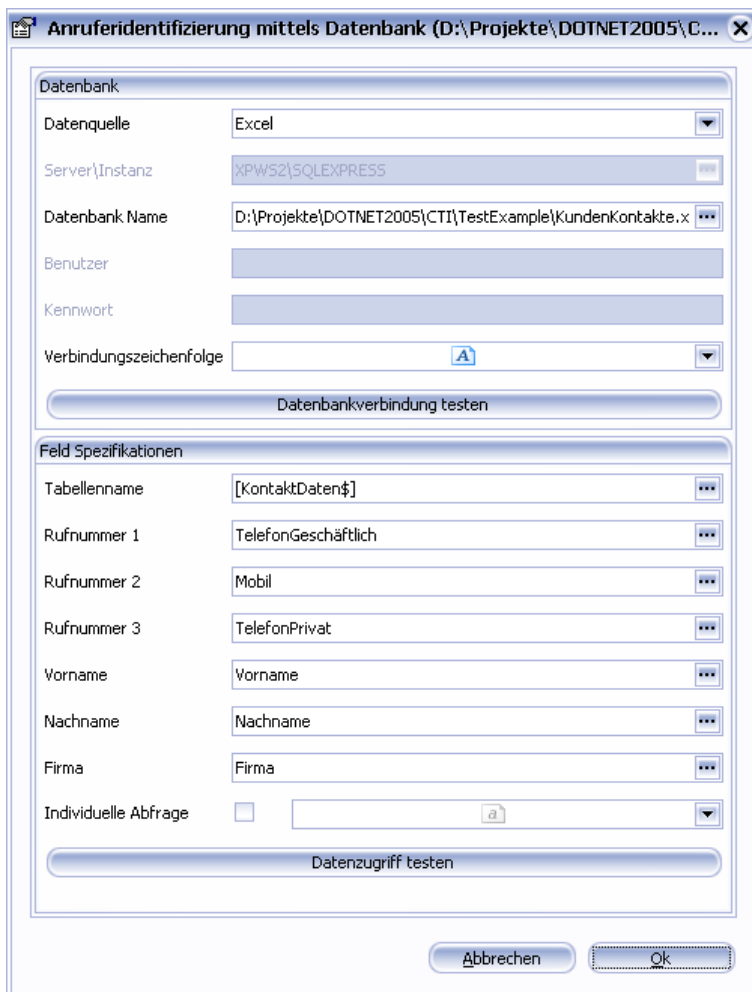 Anruferidentifizierung mittels Datenbank (D:\Projekte\DOTNET2005\C...
Datenbank
Datenquelle Excel
Server\Instanz XPWS2\SQLEXPRESS
Datenbank Name D:\Projekte\DOTNET2005\CTI\TestExample\KundenKontakte.x ...
Benutzer
Kennwort
Verbindungszeichenfolge A
Datenbankverbindung testen
Feld Spezifikationen
Tabellenname [KontaktDaten$] ...
Rufnummer 1 TelefonGeschäftlich ...
Rufnummer 2 Mobil ...
Rufnummer 3 TelefonPrivat ...
Vorname Vorname ...
Nachname Nachname ...
Firma Firma ...
Individuelle Abfrage a
Datenzugriff testen
Abbrechen Ok